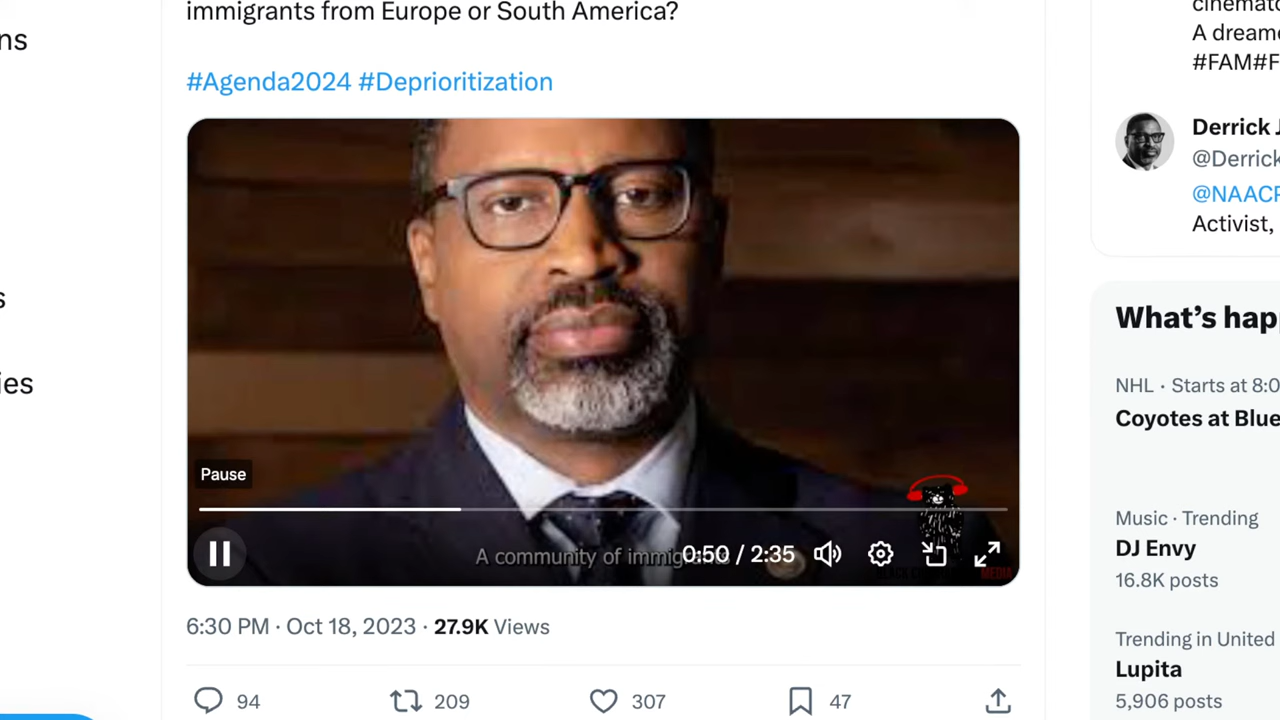 immigrants from Europe or South America?
#Agenda2024 #Deprioritization
Pause
A community of immigrants
0:50 / 2:35
MEDIA
6:30 PM · Oct 18, 2023 · 27.9K Views
94
209
307
47
ns
s
ies
cinemato
A dreame
#FAM#F
Derrick J
@Derrick
@NAACP
Activist,
What's hap
NHL · Starts at 8:0
Coyotes at Blue
Music · Trending
DJ Envy
16.8K posts
Trending in United
Lupita
5,906 posts